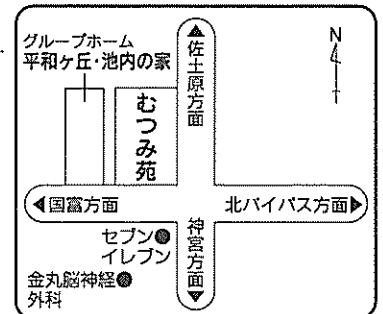 グループホーム
平和ヶ丘・池内の家
むつみ苑
▲佐土原方面
N
◀国富方面
北バイパス方面▶
神宮方面▼
セブン
イレブン
金丸脳神経
外科